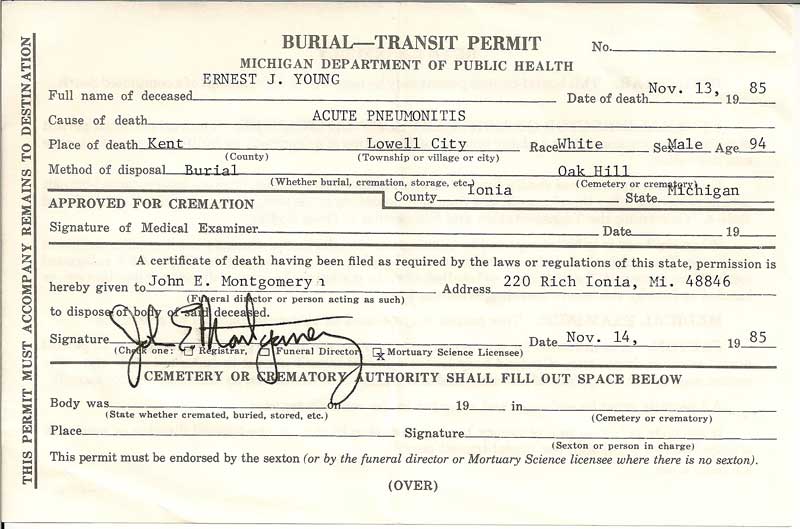 BURIAL—TRANSIT PERMIT
No.
MICHIGAN DEPARTMENT OF PUBLIC HEALTH
Full name of deceased ERNEST J. YOUNG Date of death Nov. 13, 19 85
Cause of death ACUTE PNEUMONITIS
Place of death Kent Lowell City Race White Sex Male Age 94
(County) (Township or village or city)
Method of disposal Burial Oak Hill
(Whether burial, cremation, storage, etc.) (Cemetery or crematory)
County Ionia State Michigan
APPROVED FOR CREMATION
Signature of Medical Examiner Date 19
A certificate of death having been filed as required by the laws or regulations of this state, permission is
hereby given to John E. Montgomeryn Address 220 Rich Ionia, Mi. 48846
(Funeral director or person acting as such)
to dispose of body of said deceased.
Signature John E Montgomery Date Nov. 14, 19 85
(Check one: Registrar, Funeral Director, x Mortuary Science Licensee)
CEMETERY OR CREMATORY AUTHORITY SHALL FILL OUT SPACE BELOW
Body was on 19 in
(State whether cremated, buried, stored, etc.) (Cemetery or crematory)
Place Signature
(Sexton or person in charge)
This permit must be endorsed by the sexton (or by the funeral director or Mortuary Science licensee where there is no sexton).
(OVER)
THIS PERMIT MUST ACCOMPANY REMAINS TO DESTINATION